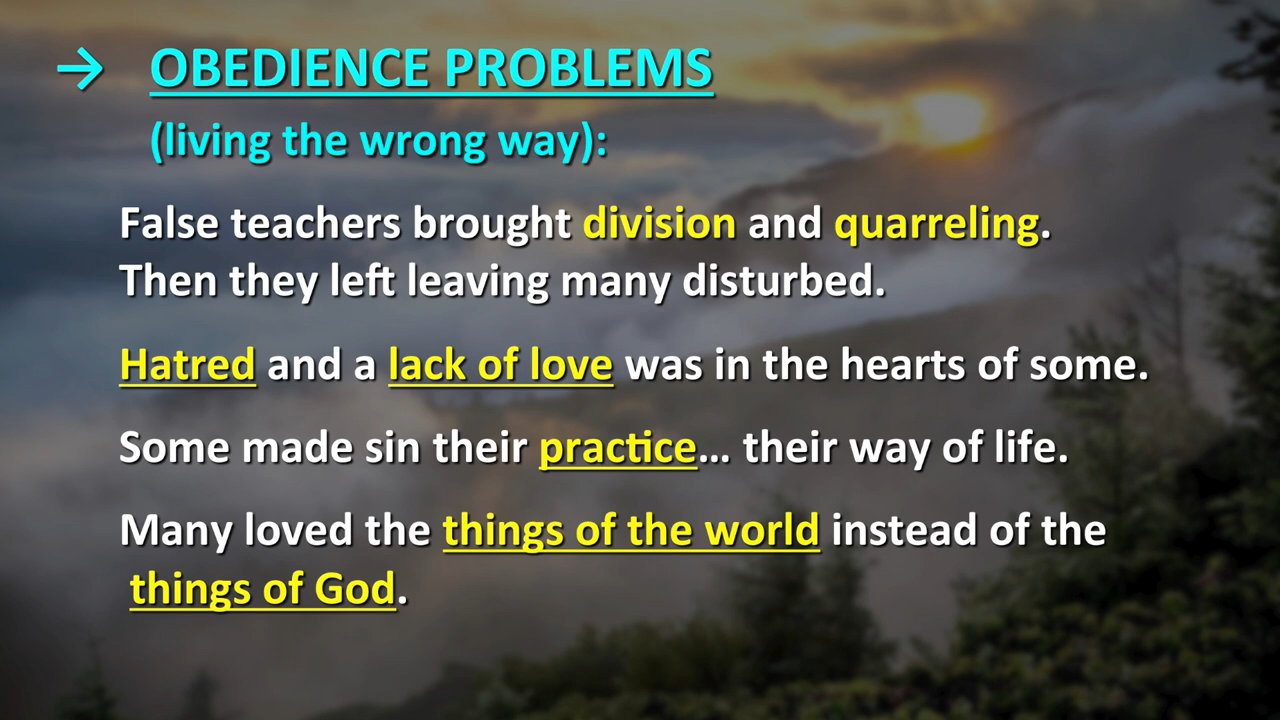 → OBEDIENCE PROBLEMS
(living the wrong way):
False teachers brought division and quarreling.
Then they left leaving many disturbed.
Hatred and a lack of love was in the hearts of some.
Some made sin their practice... their way of life.
Many loved the things of the world instead of the
things of God.